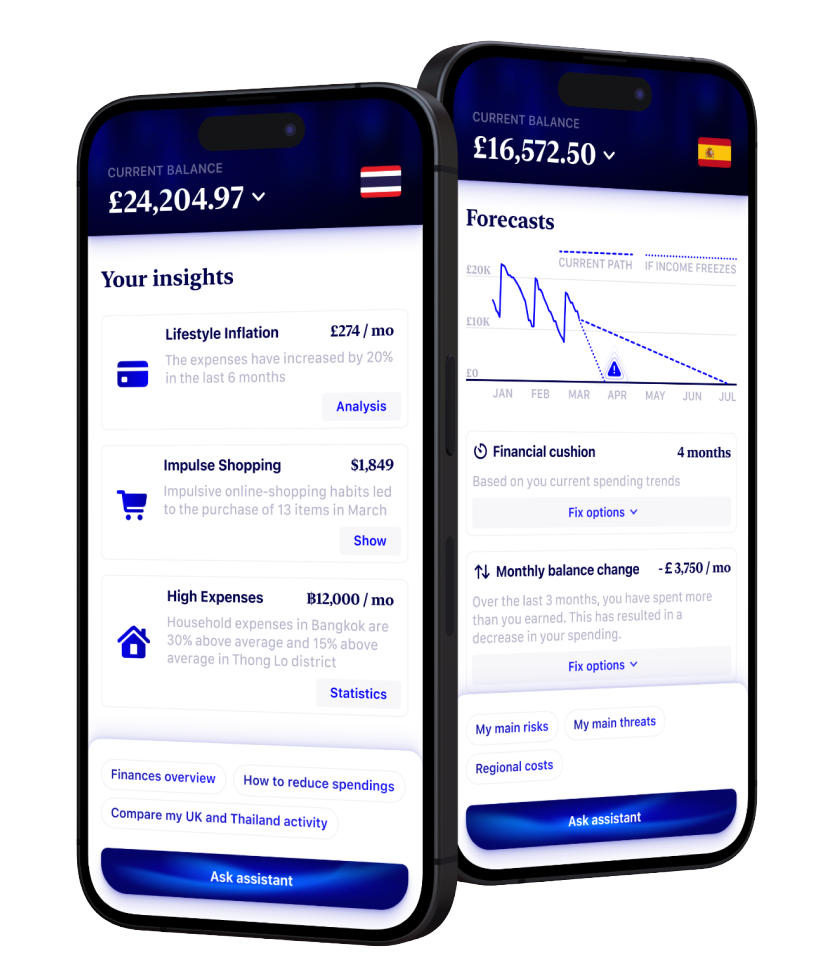 CURRENT BALANCE
£24,204.97
Your insights
Lifestyle Inflation
£274 / mo
The expenses have increased by 20%
in the last 6 months
Analysis
Impulse Shopping
$1,849
Impulsive online-shopping habits led
to the purchase of 13 items in March
Show
High Expenses
฿12,000 / mo
Household expenses in Bangkok are
30% above average and 15% above
average in Thong Lo district
Statistics
Finances overview
How to reduce spendings
Compare my UK and Thailand activity
Ask assistant
CURRENT BALANCE
£16,572.50
Forecasts
CURRENT PATH
IF INCOME FREEZES
£20K
£10K
£0
JAN FEB MAR APR MAY JUN JUL
Financial cushion
4 months
Based on you current spending trends
Fix options
Monthly balance change
-£3,750 / mo
Over the last 3 months, you have spent more
than you earned. This has resulted in a
decrease in your spending.
Fix options
My main risks
My main threats
Regional costs
Ask assistant